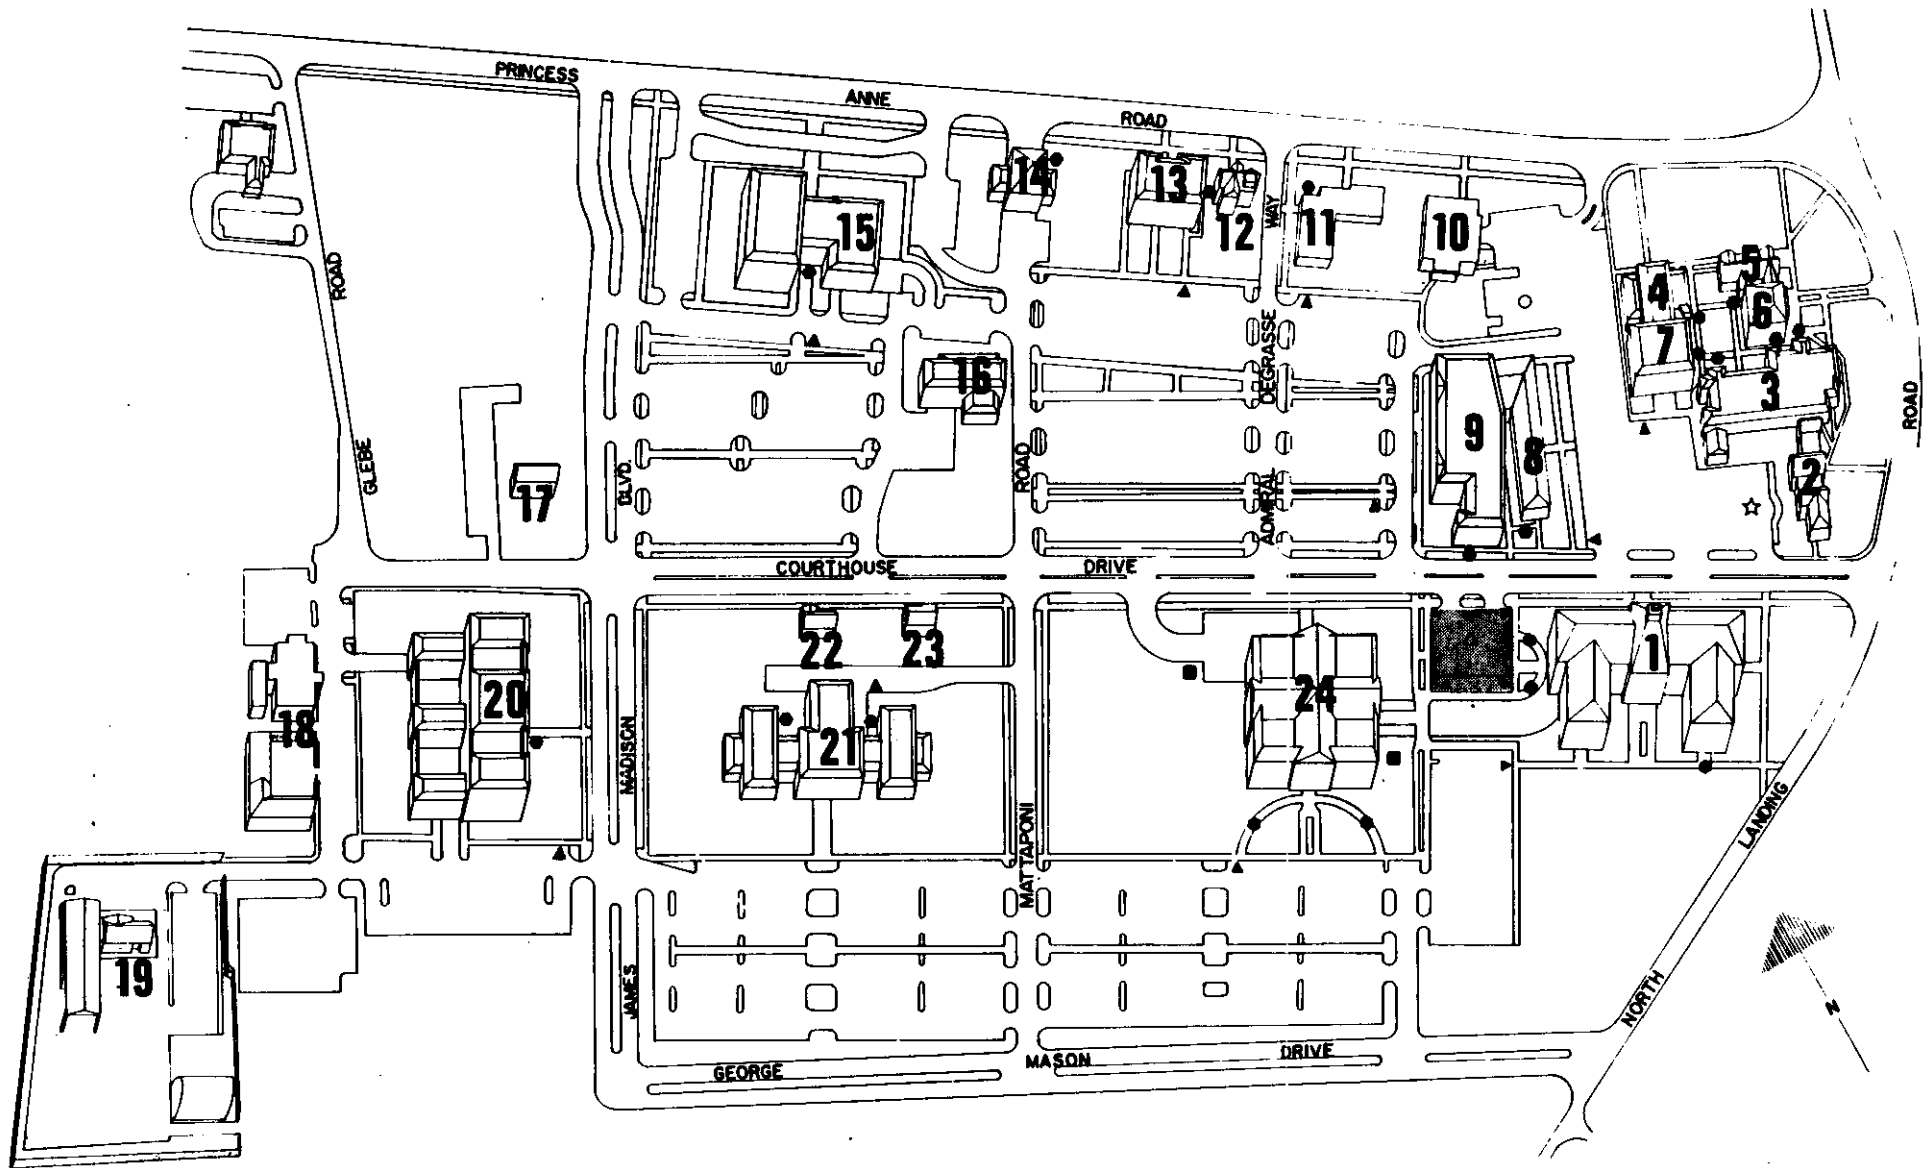 PRINCESS ANNE ROAD
14
13
12
WAY
11
10
15
5
4
6
ROAD
7
DEGRASSE
16
3
ROAD
9
GLEBE
8
BLVD.
ROAD
2
17
ADMIRAL
COURTHOUSE DRIVE
22
23
1
20
24
18
21
MADISON
LANDING
MATTAPONI
19
JAMES
NORTH
N
GEORGE MASON DRIVE